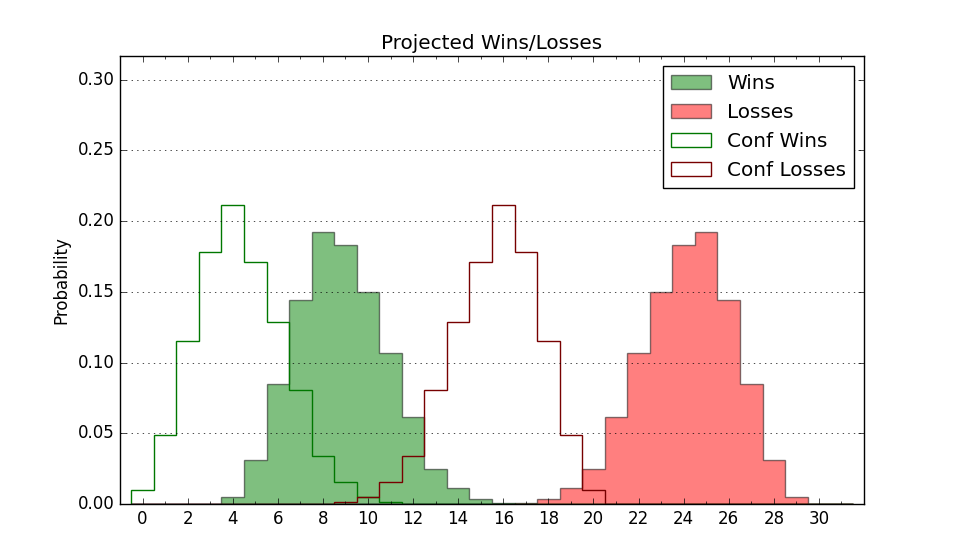 Projected Wins/Losses
Wins
Losses
Conf Wins
Conf Losses
Probability
0.30
0.25
0.20
0.15
0.10
0.05
0.00
0 2 4 6 8 10 12 14 16 18 20 22 24 26 28 30